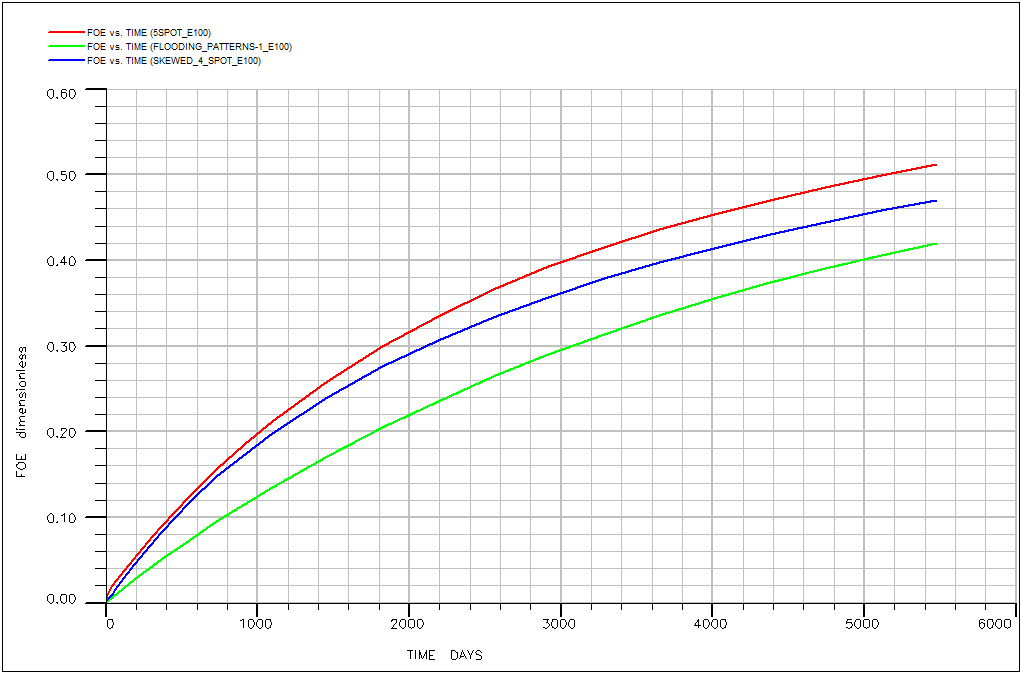 FOE vs. TIME (5SPOT_E100)
FOE vs. TIME (FLOODING_PATTERNS-1_E100)
FOE vs. TIME (SKEWED_4_SPOT_E100)
0.60
0.50
0.40
0.30
0.20
0.10
0.00
FOE dimensionless
0 1000 2000 3000 4000 5000 6000
TIME DAYS